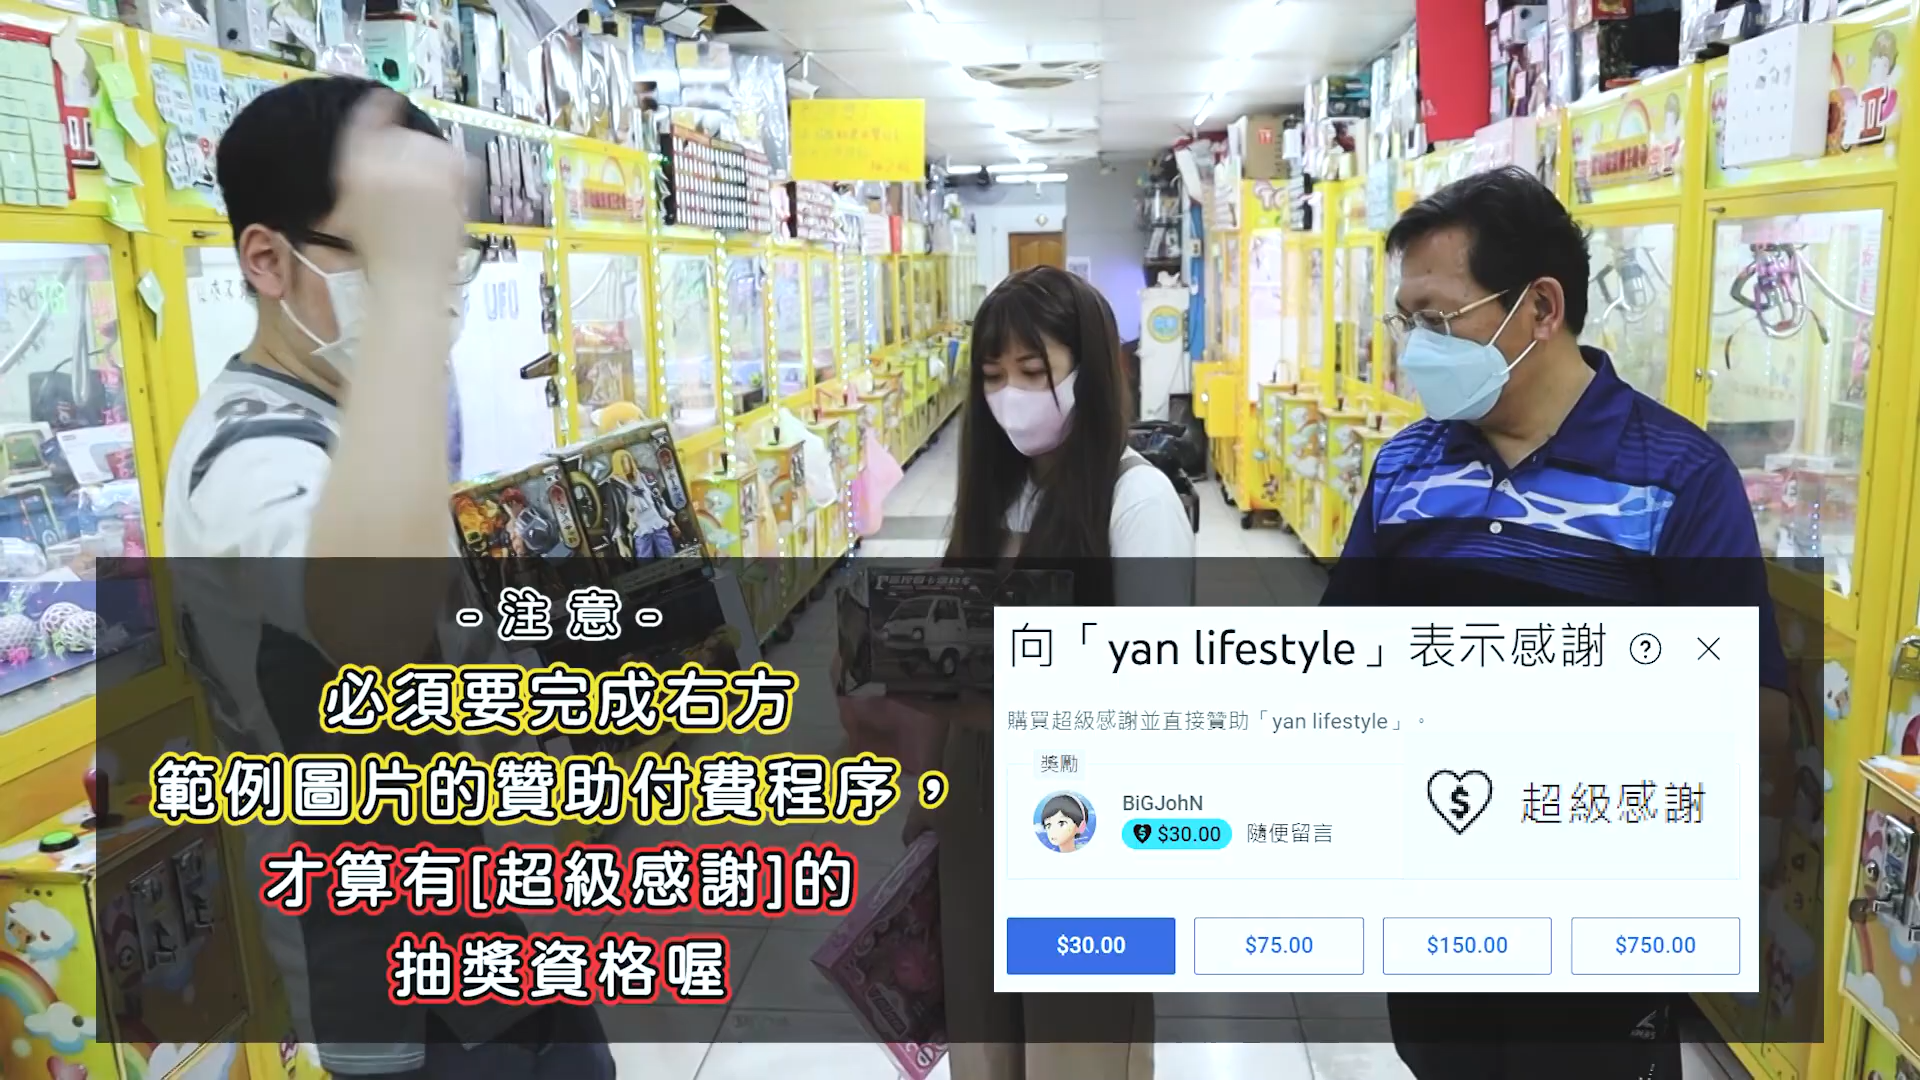 - 注 意 -
必須要完成右方
範例圖片的贊助付費程序，
才算有[超級感謝]的
抽獎資格喔
向「yan lifestyle」表示感謝
購買超級感謝並直接贊助「yan lifestyle」。
獎勵
BiGJohN
$30.00 隨便留言
$ 超級感謝
$30.00
$75.00
$150.00
$750.00
UFO